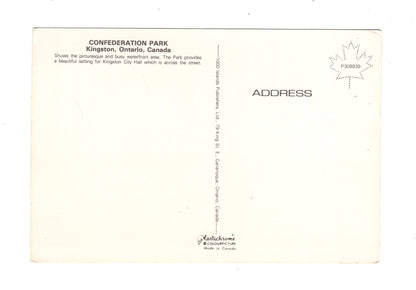 CONFEDERATION PARK
Kingston, Ontario, Canada
Shows the picturesque and busy waterfront area. The Park provides
a beautiful setting for Kingston City Hall which is across the street.
1000 Islands Publishers, Ltd., 79 King St. E., Gananoque, Ontario, Canada
P308939
ADDRESS
Plastichrome
® COLOURPICTURE
Made in Canada